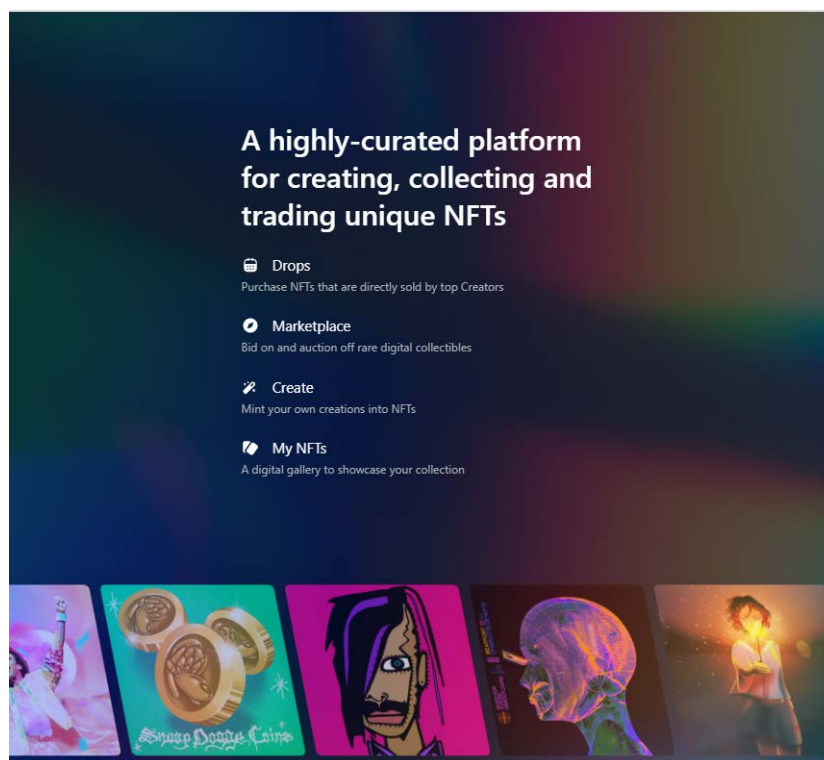 A highly-curated platform
for creating, collecting and
trading unique NFTs
Drops
Purchase NFTs that are directly sold by top Creators
Marketplace
Bid on and auction off rare digital collectibles
Create
Mint your own creations into NFTs
My NFTs
A digital gallery to showcase your collection
Snoop Dogge Coins